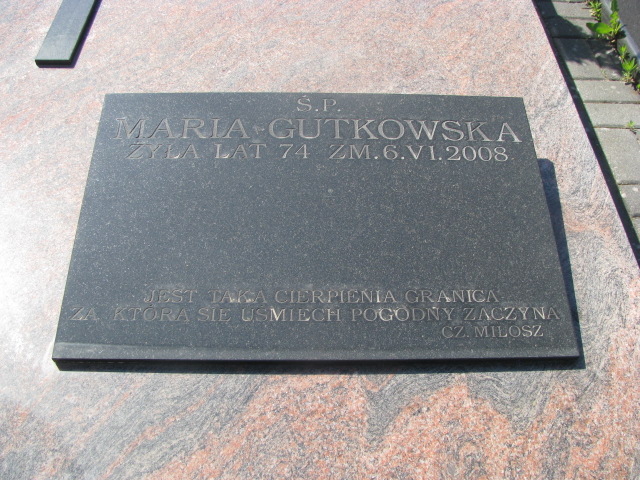 Ś.P.
MARIA GUTKOWSKA
ŻYŁA LAT 74 ZM.6.VI.2008
JEST TAKA CIERPIENIA GRANICA
ZA KTÓRĄ SIĘ UŚMIECH POGODNY ZACZYNA
CZ. MIŁOSZ